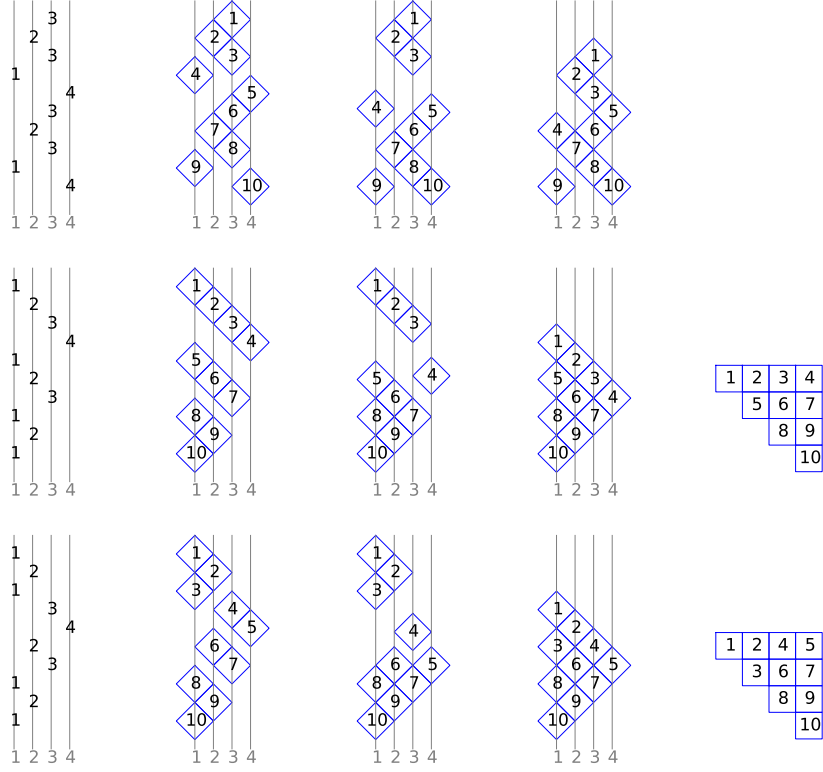 3 1 1
2 2 2
3 3 3 1
1 4 2
4 5 3
3 6 4 5 5
2 7 6 4 6
3 8 7 7
1 9 8 8
4 10 9 10 9 10
1 2 3 4 1 2 3 4 1 2 3 4 1 2 3 4
1 1 1
2 2 2
3 3 3
4 4 1
1 5 2
2 6 5 4 5 3 1 2 3 4
3 7 6 6 4 5 6 7
1 8 8 7 8 7
2 9 9 9 8 9
1 10 10 10 10
1 2 3 4 1 2 3 4 1 2 3 4 1 2 3 4
1 1 1
2 2 2
1 3 3
3 4 1
4 5 4 2
2 6 3 4 1 2 4 5
3 7 6 5 6 5 3 6 7
1 8 8 7 8 7
2 9 9 9 8 9
1 10 10 10 10
1 2 3 4 1 2 3 4 1 2 3 4 1 2 3 4